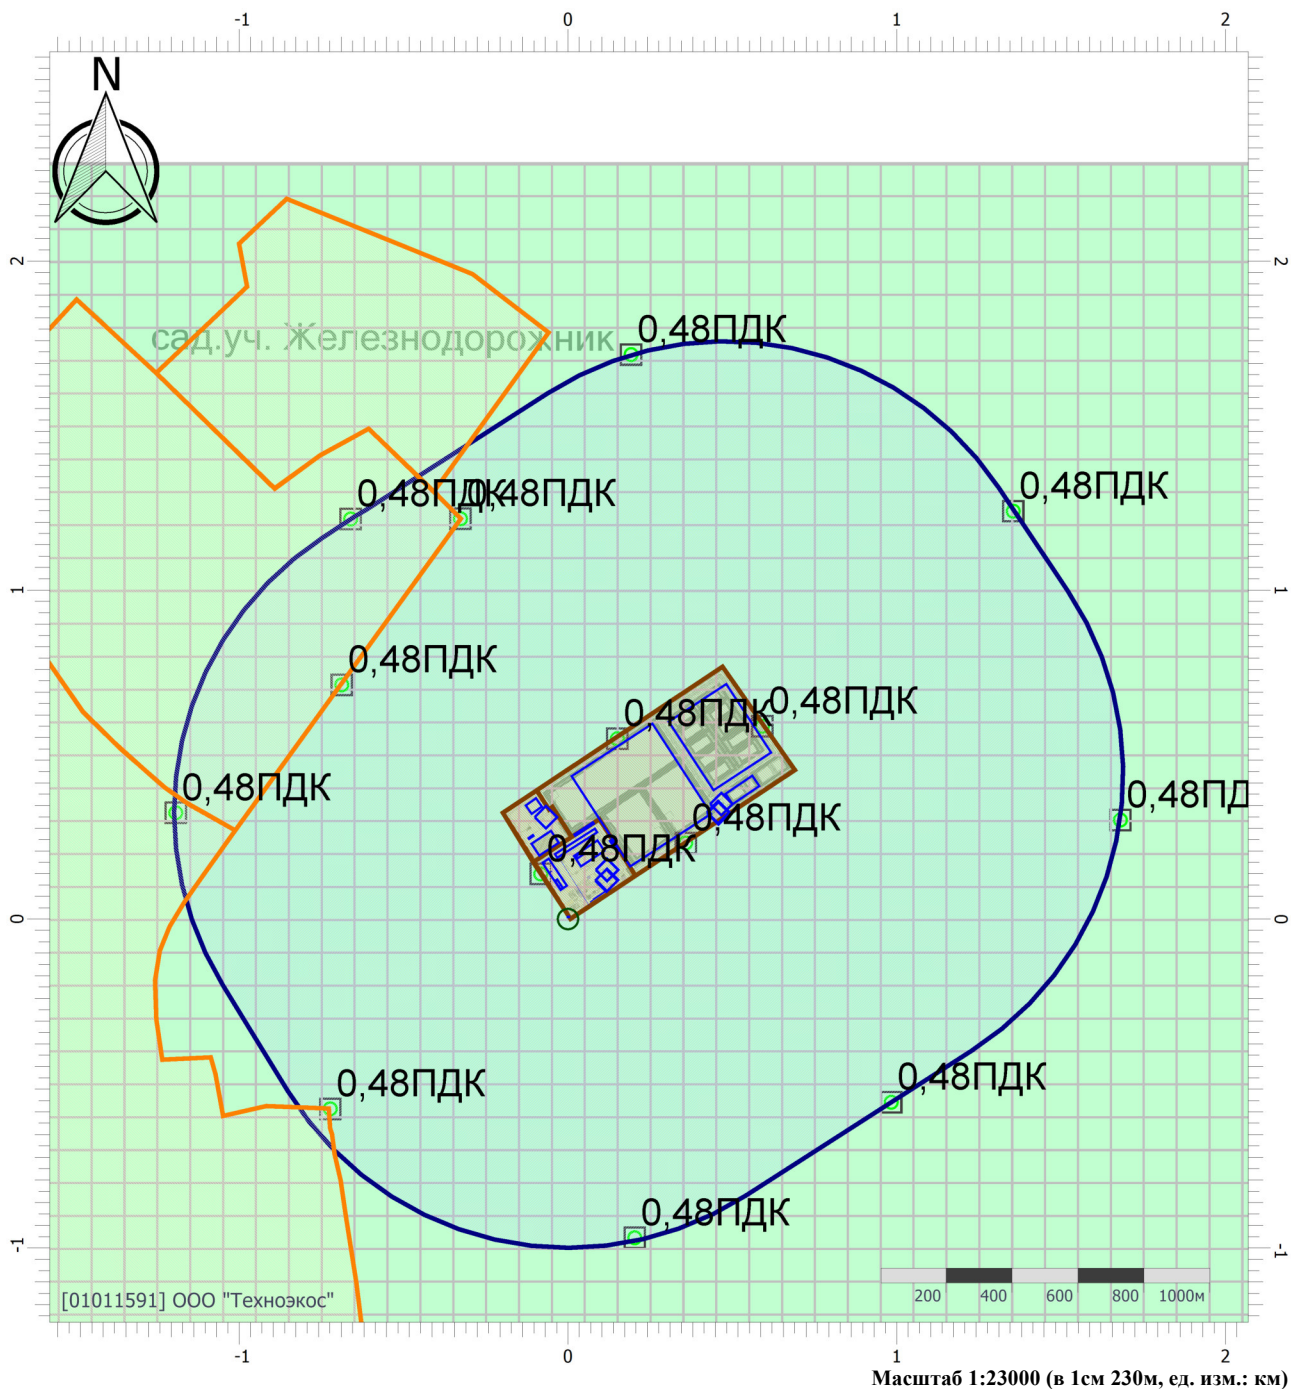 -1 0 1 2
N
2 2
сад.уч. Железнодорожник
0,48ПДК
0,48ПДК
0,48ПДК 0,48ПДК
1 1
0,48ПДК
0,48ПДК 0,48ПДК
0,48ПДК 0,48ПД
0,48ПДК
0,48ПДК
0 0
0,48ПДК 0,48ПДК
0,48ПДК
-1 -1
200 400 600 800 1000м
[01011591] ООО "Техноэкос"
-1 0 1 2
Масштаб 1:23000 (в 1см 230м, ед. изм.: км)